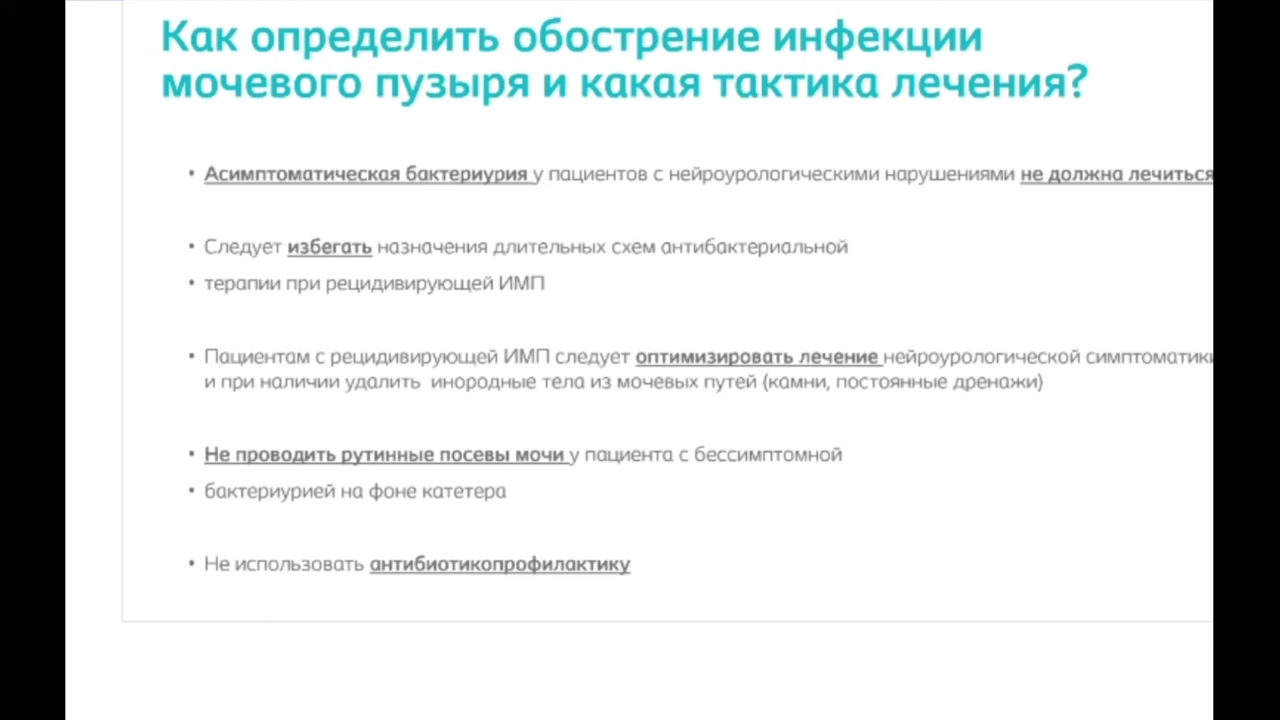 Как определить обострение инфекции
мочевого пузыря и какая тактика лечения?
• Асимптоматическая бактериурия у пациентов с нейроурологическими нарушениями не должна лечиться
• Следует избегать назначения длительных схем антибактериальной
• терапии при рецидивирующей ИМП
• Пациентам с рецидивирующей ИМП следует оптимизировать лечение нейроурологической симптоматики
и при наличии удалить инородные тела из мочевых путей (камни, постоянные дренажи)
• Не проводить рутинные посевы мочи у пациента с бессимптомной
• бактериурией на фоне катетера
• Не использовать антибиотикопрофилактику